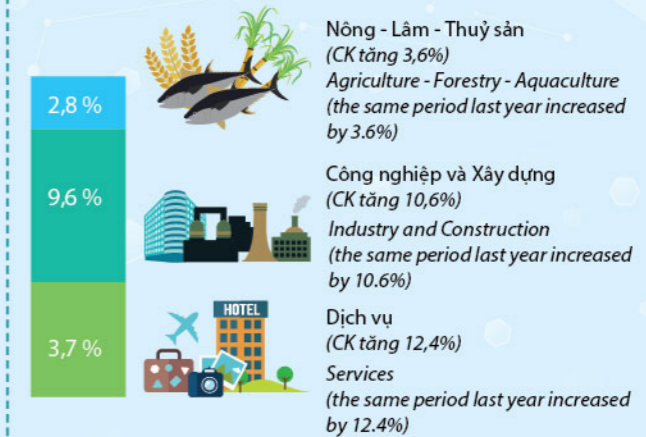 2,8 %
Nông - Lâm - Thuỷ sản
(CK tăng 3,6%)
Agriculture - Forestry - Aquaculture
(the same period last year increased
by 3.6%)
9,6 %
Công nghiệp và Xây dựng
(CK tăng 10,6%)
Industry and Construction
(the same period last year increased
by 10.6%)
3,7 %
HOTEL
Dịch vụ
(CK tăng 12,4%)
Services
(the same period last year increased
by 12.4%)